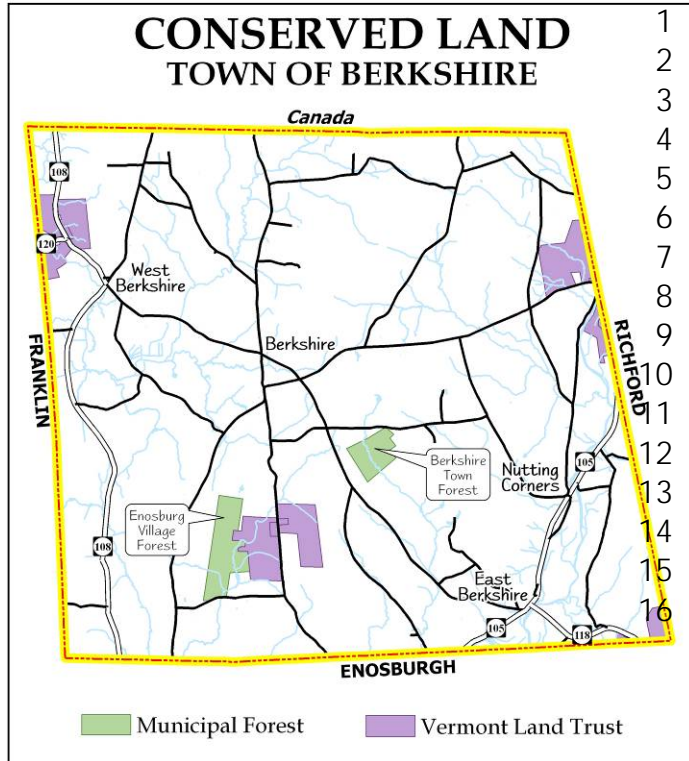 CONSERVED LAND
TOWN OF BERKSHIRE
1
2
3
4
5
6
7
8
9
10
11
12
13
14
15
16
Canada
108
120
West
Berkshire
Berkshire
FRANKLIN
RICHFORD
Berkshire
Town
Forest
Nutting
Corners
105
Enosburg
Village
Forest
108
East
Berkshire
105
118
ENOSBURGH
Municipal Forest
Vermont Land Trust